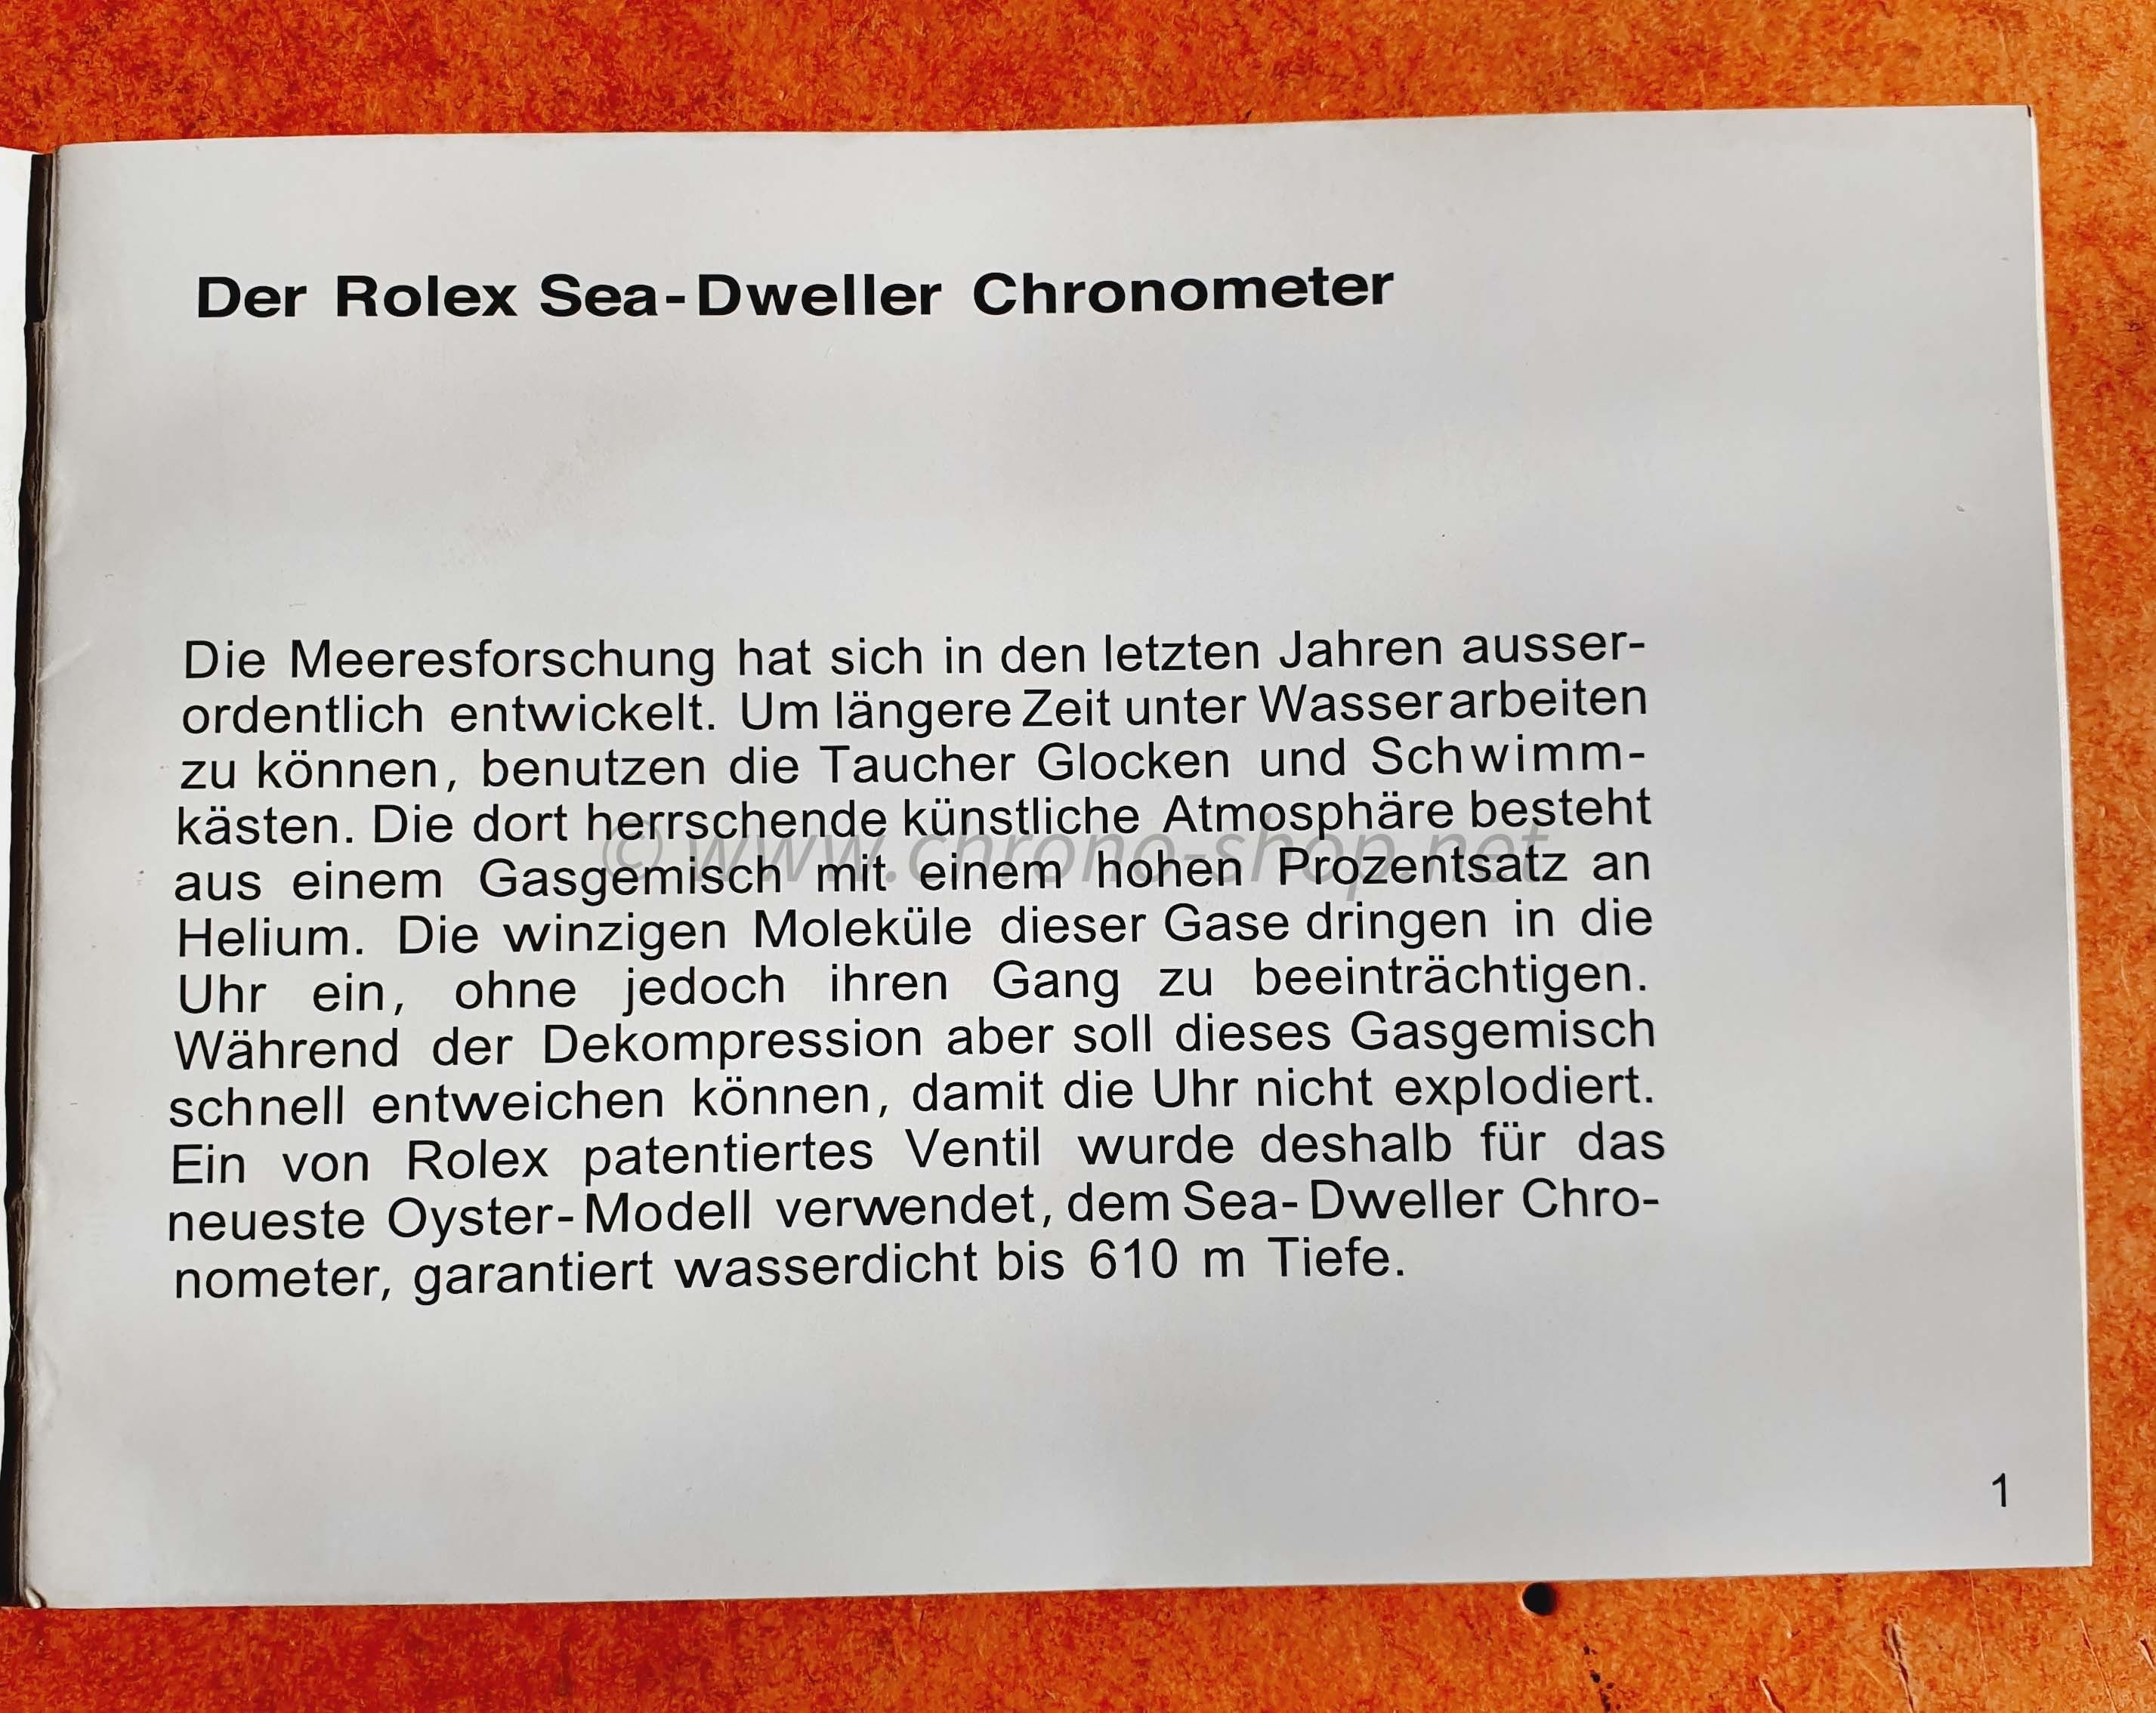 Der Rolex Sea-Dweller Chronometer
Die Meeresforschung hat sich in den letzten Jahren ausser-
ordentlich entwickelt. Um längere Zeit unter Wasser arbeiten
zu können, benutzen die Taucher Glocken und Schwimm-
kästen. Die dort herrschende künstliche Atmosphäre besteht
© www.chrono-shop.net
aus einem Gasgemisch mit einem hohen Prozentsatz an
Helium. Die winzigen Moleküle dieser Gase dringen in die
Uhr ein, ohne jedoch ihren Gang zu beeinträchtigen.
Während der Dekompression aber soll dieses Gasgemisch
schnell entweichen können, damit die Uhr nicht explodiert.
Ein von Rolex patentiertes Ventil wurde deshalb für das
neueste Oyster-Modell verwendet, dem Sea-Dweller Chro-
nometer, garantiert wasserdicht bis 610 m Tiefe.
1